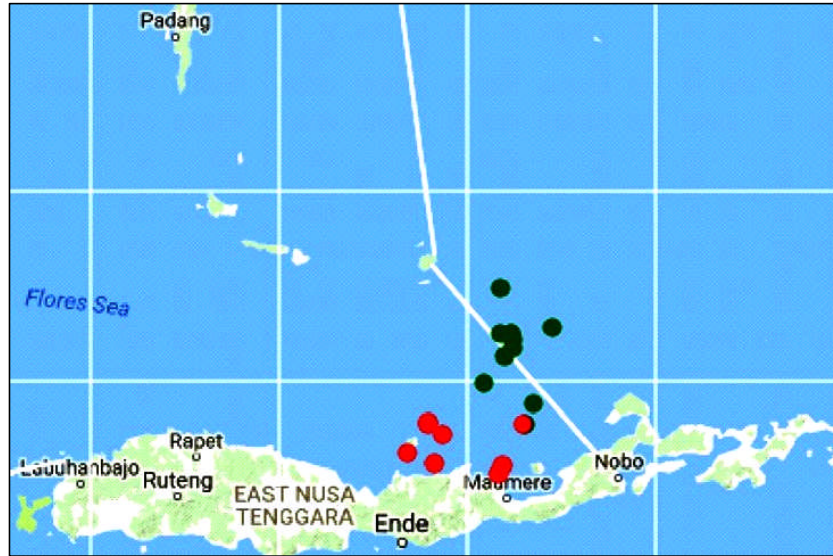 Padang
Flores Sea
Rapet
Labuhanbajo
Ruteng
EAST NUSA
TENGGARA
Ende
Maumere
Nobo